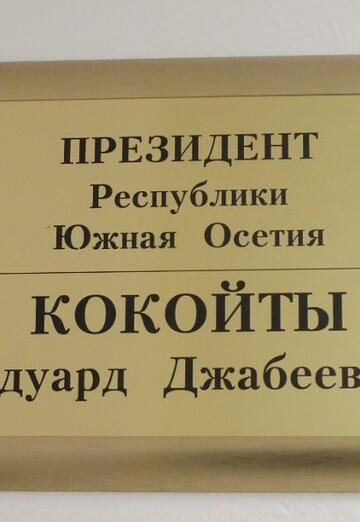 ПРЕЗИДЕНТ
Республики
Южная Осетия
КОКОЙТЫ
дуард Джабеев